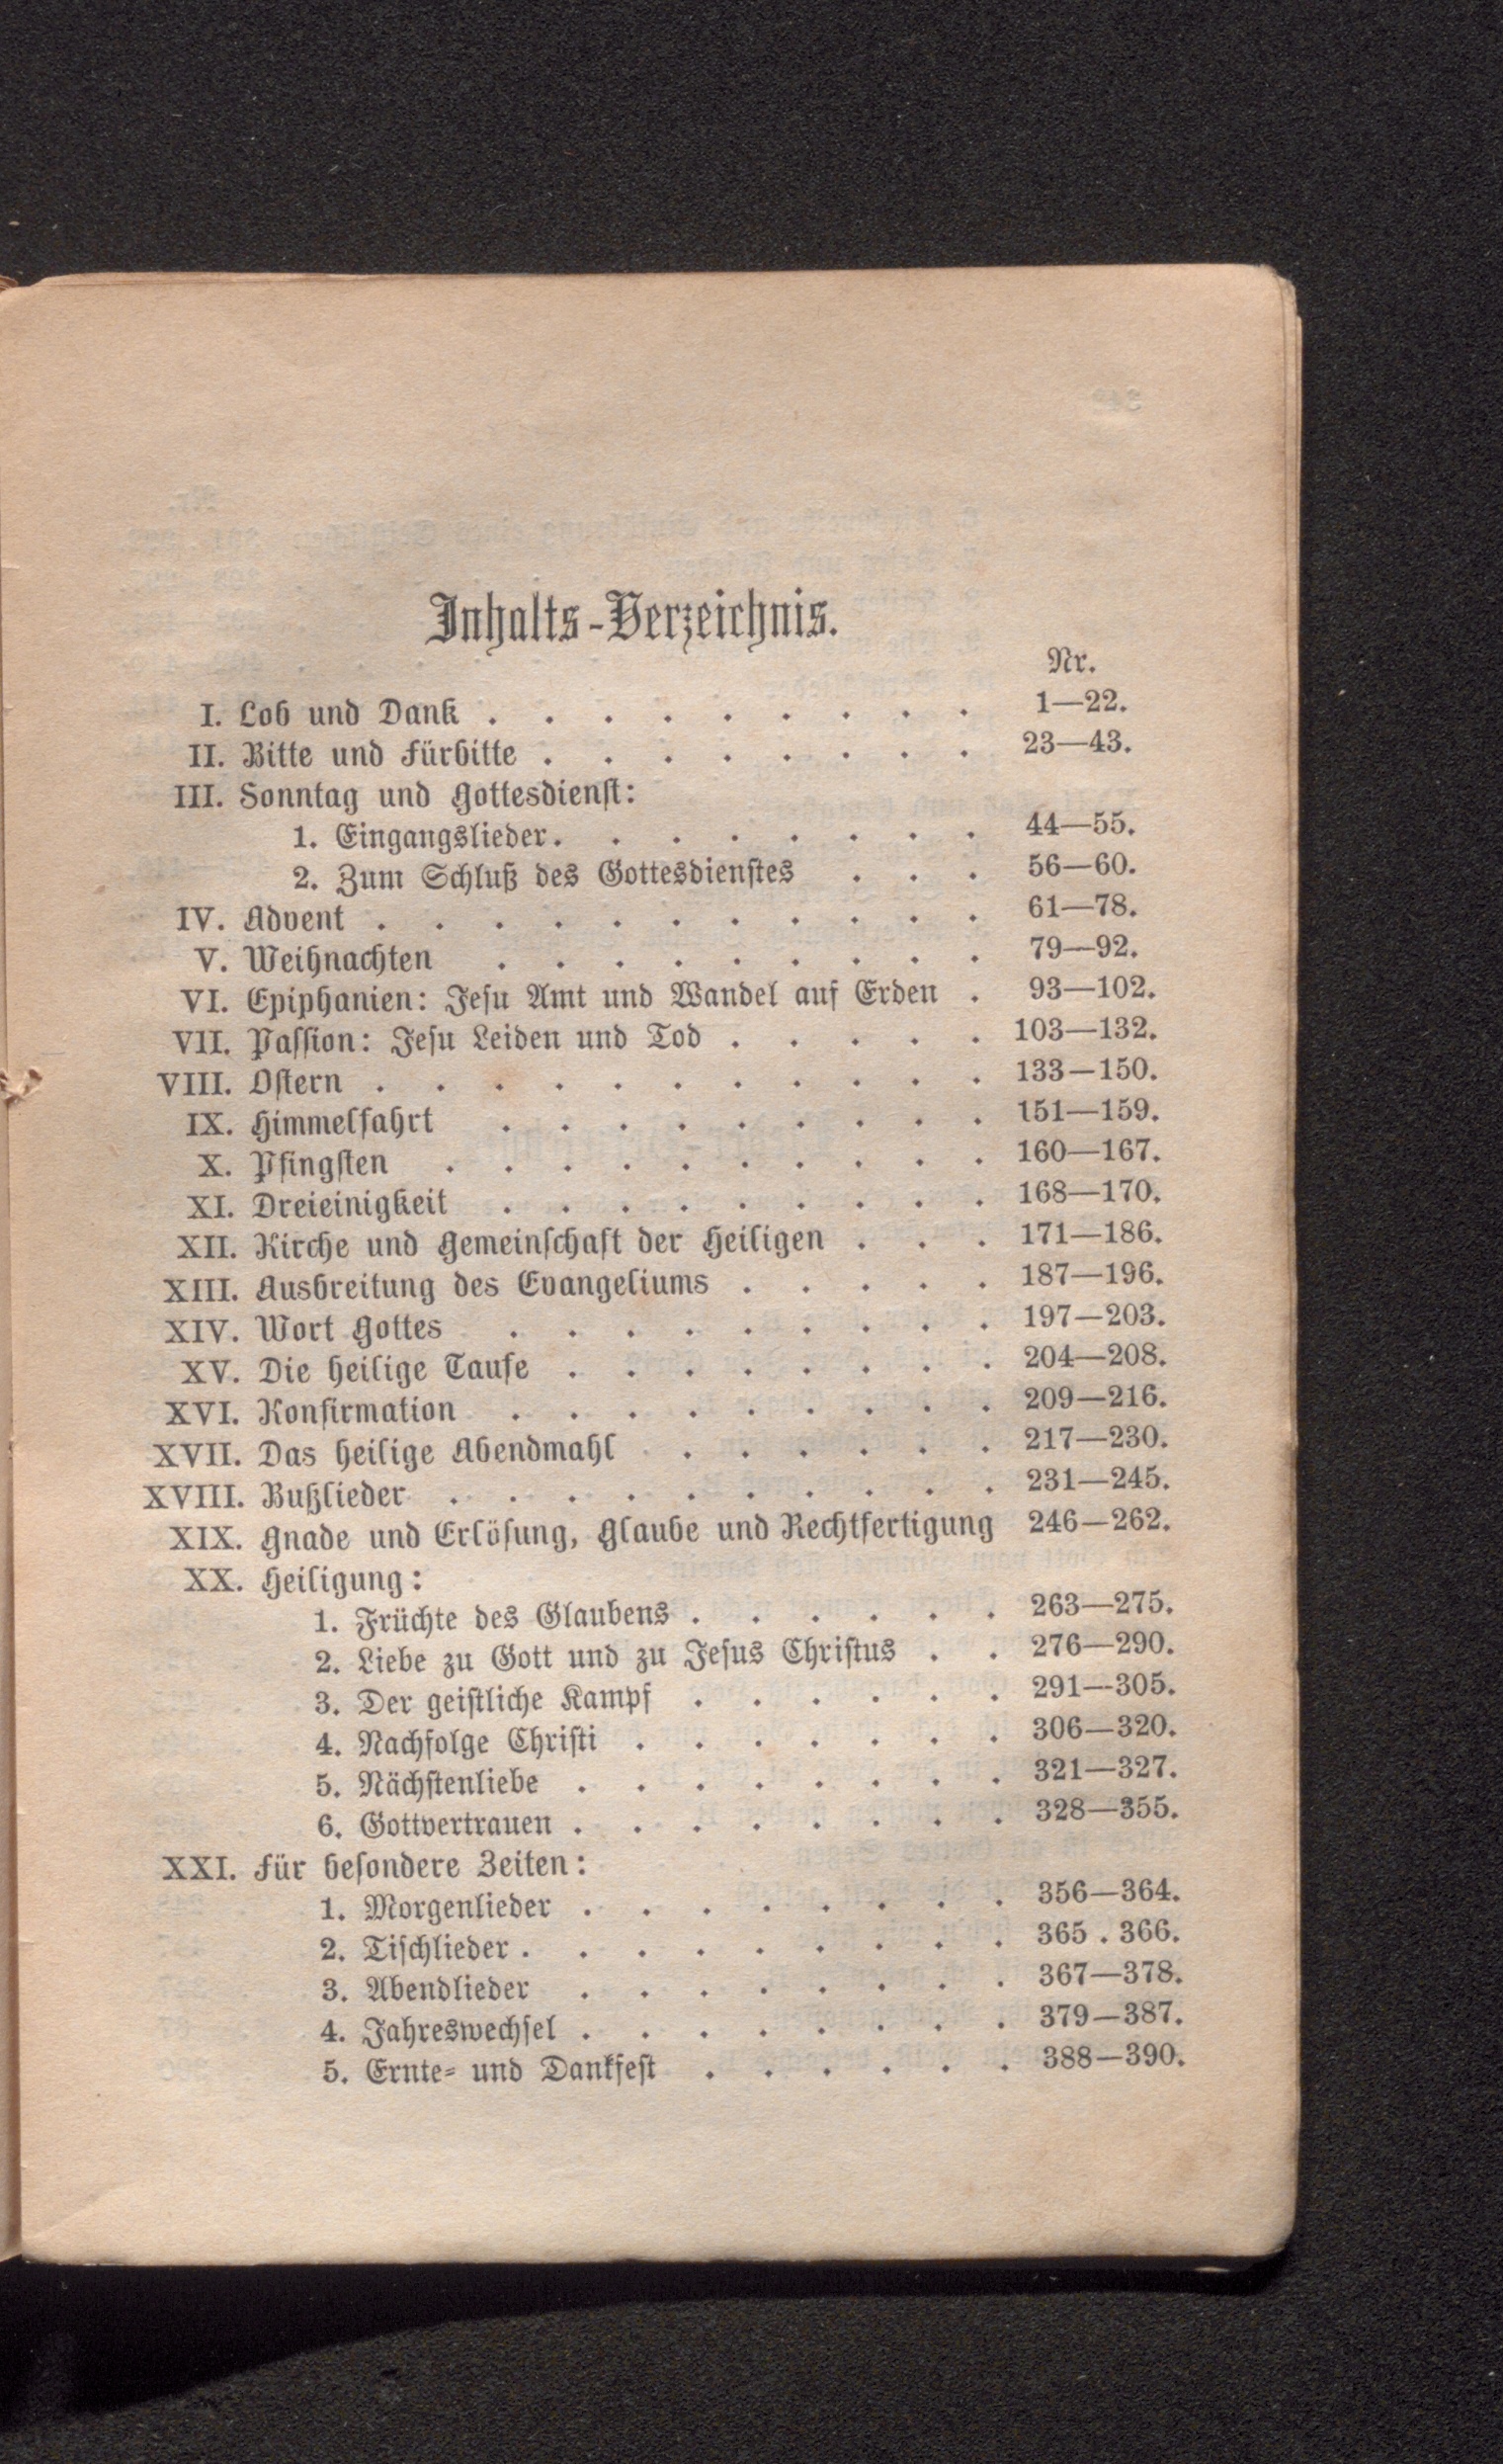 Inhalts-Verzeichnis.
Nr.
I. Lob und Dank . . . . . . . . . 1—22.
II. Bitte und Fürbitte . . . . . . . . 23—43.
III. Sonntag und Gottesdienst:
1. Eingangslieder. . . . . . . . 44—55.
2. Zum Schluß des Gottesdienstes . . . 56—60.
IV. Advent . . . . . . . . . . . 61—78.
V. Weihnachten . . . . . . . . . 79—92.
VI. Epiphanien: Jesu Amt und Wandel auf Erden . 93—102.
VII. Passion: Jesu Leiden und Tod . . . . . 103—132.
VIII. Ostern . . . . . . . . . . . 133—150.
IX. Himmelfahrt . . . . . . . . . 151—159.
X. Pfingsten . . . . . . . . . . 160—167.
XI. Dreieinigkeit . . . . . . . . . 168—170.
XII. Kirche und Gemeinschaft der Heiligen . . . 171—186.
XIII. Ausbreitung des Evangeliums . . . . . 187—196.
XIV. Wort Gottes . . . . . . . . . 197—203.
XV. Die heilige Taufe . . . . . . . . 204—208.
XVI. Konfirmation . . . . . . . . . 209—216.
XVII. Das heilige Abendmahl . . . . . . 217—230.
XVIII. Bußlieder . . . . . . . . . . 231—245.
XIX. Gnade und Erlösung, Glaube und Rechtfertigung 246—262.
XX. Heiligung:
1. Früchte des Glaubens . . . . . . 263—275.
2. Liebe zu Gott und zu Jesus Christus . . 276—290.
3. Der geistliche Kampf . . . . . . 291—305.
4. Nachfolge Christi . . . . . . . 306—320.
5. Nächstenliebe . . . . . . . . 321—327.
6. Gottvertrauen . . . . . . . . 328—355.
XXI. Für besondere Zeiten:
1. Morgenlieder . . . . . . . . 356—364.
2. Tischlieder . . . . . . . . . 365 . 366.
3. Abendlieder . . . . . . . . 367—378.
4. Jahreswechsel . . . . . . . . 379—387.
5. Ernte- und Dankfest . . . . . . 388—390.